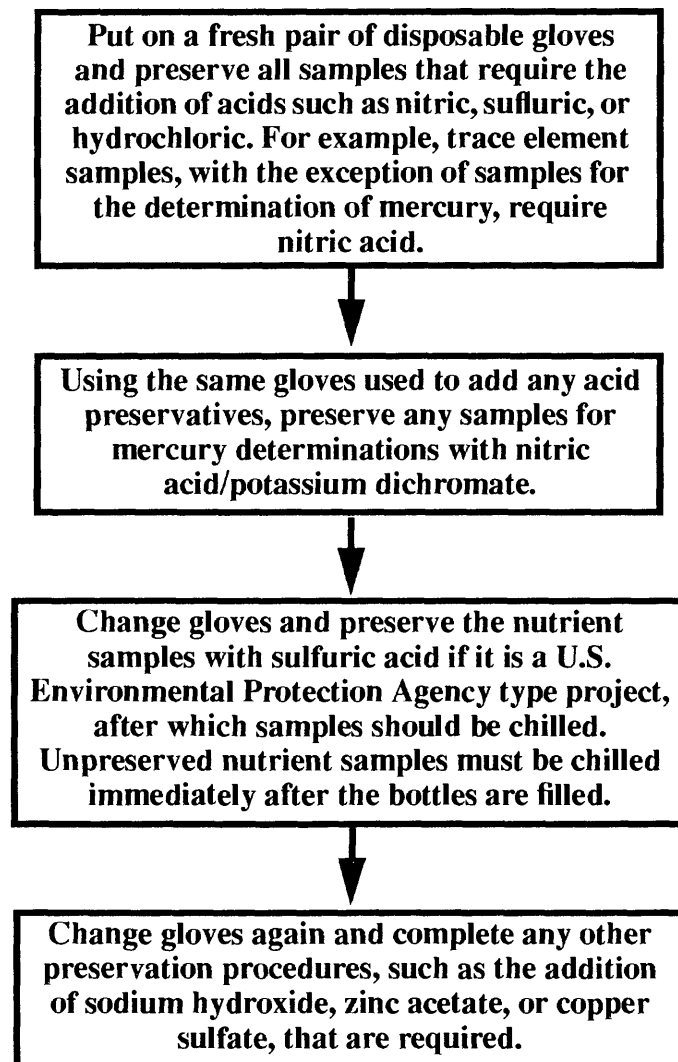 Put on a fresh pair of disposable gloves
and preserve all samples that require the
addition of acids such as nitric, sufluric, or
hydrochloric. For example, trace element
samples, with the exception of samples for
the determination of mercury, require
nitric acid.
Using the same gloves used to add any acid
preservatives, preserve any samples for
mercury determinations with nitric
acid/potassium dichromate.
Change gloves and preserve the nutrient
samples with sulfuric acid if it is a U.S.
Environmental Protection Agency type project,
after which samples should be chilled.
Unpreserved nutrient samples must be chilled
immediately after the bottles are filled.
Change gloves again and complete any other
preservation procedures, such as the addition
of sodium hydroxide, zinc acetate, or copper
sulfate, that are required.